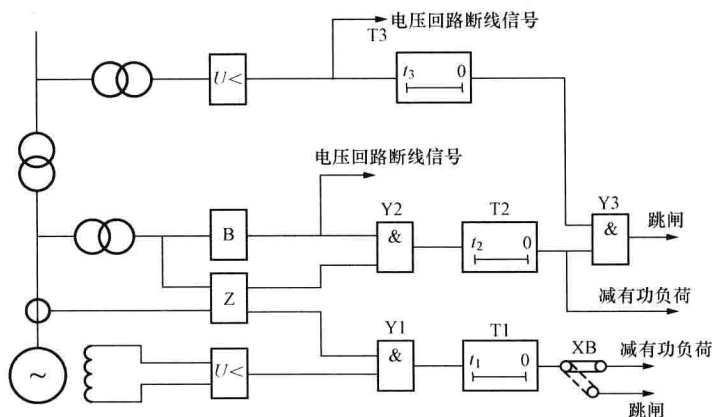 电压回路断线信号
T3
U<
t₃ 0
电压回路断线信号
Y2
T2
Y3
B
&
t₂ 0
&
跳闸
Z
减有功负荷
Y1
T1
XB
减有功负荷
~
U<
&
t₁ 0
跳闸